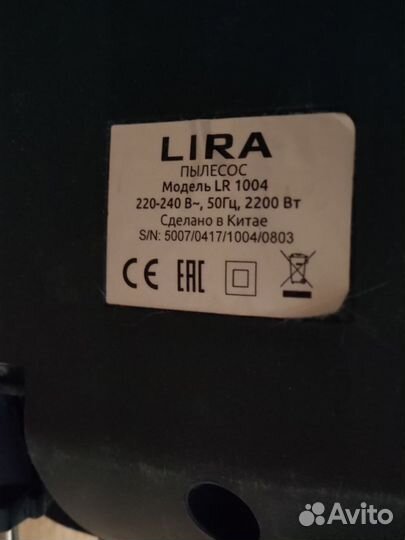 LIRA
ПЫЛЕСОС
Модель LR 1004
220-240 В~, 50Гц, 2200 Вт
Сделано в Китае
S/N: 5007/0417/1004/0803
CE EAC
Avito